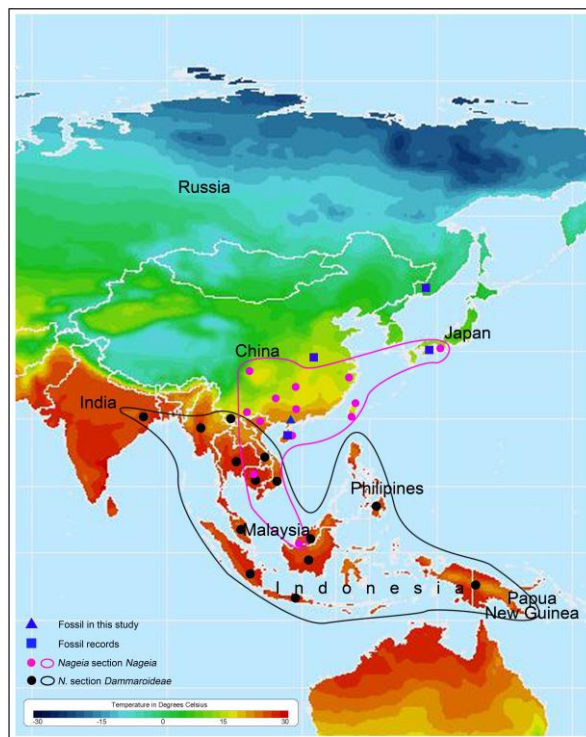 Russia
Japan
China
India
Philipines
Malaysia
Indonesia
Papua
New Guinea
Fossil in this study
Fossil records
Nageia section Nageia
N. section Dammaroideae
Temperature in Degrees Celsius
-30 -15 0 15 30